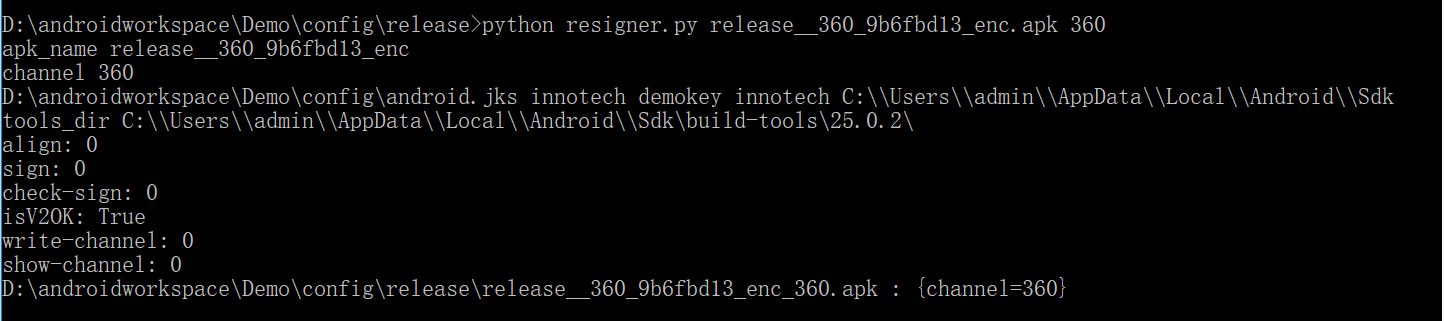 D:\androidworkspace\Demo\config\release>python resigner.py release__360_9b6fbd13_enc.apk 360
apk_name release__360_9b6fbd13_enc
channel 360
D:\androidworkspace\Demo\config\android.jks innotech demokey innotech C:\\Users\\admin\\AppData\\Local\\Android\\Sdk
tools_dir C:\\Users\\admin\\AppData\\Local\\Android\\Sdk\build-tools\25.0.2\
align: 0
sign: 0
check-sign: 0
isV2OK: True
write-channel: 0
show-channel: 0
D:\androidworkspace\Demo\config\release\release__360_9b6fbd13_enc_360.apk : {channel=360}